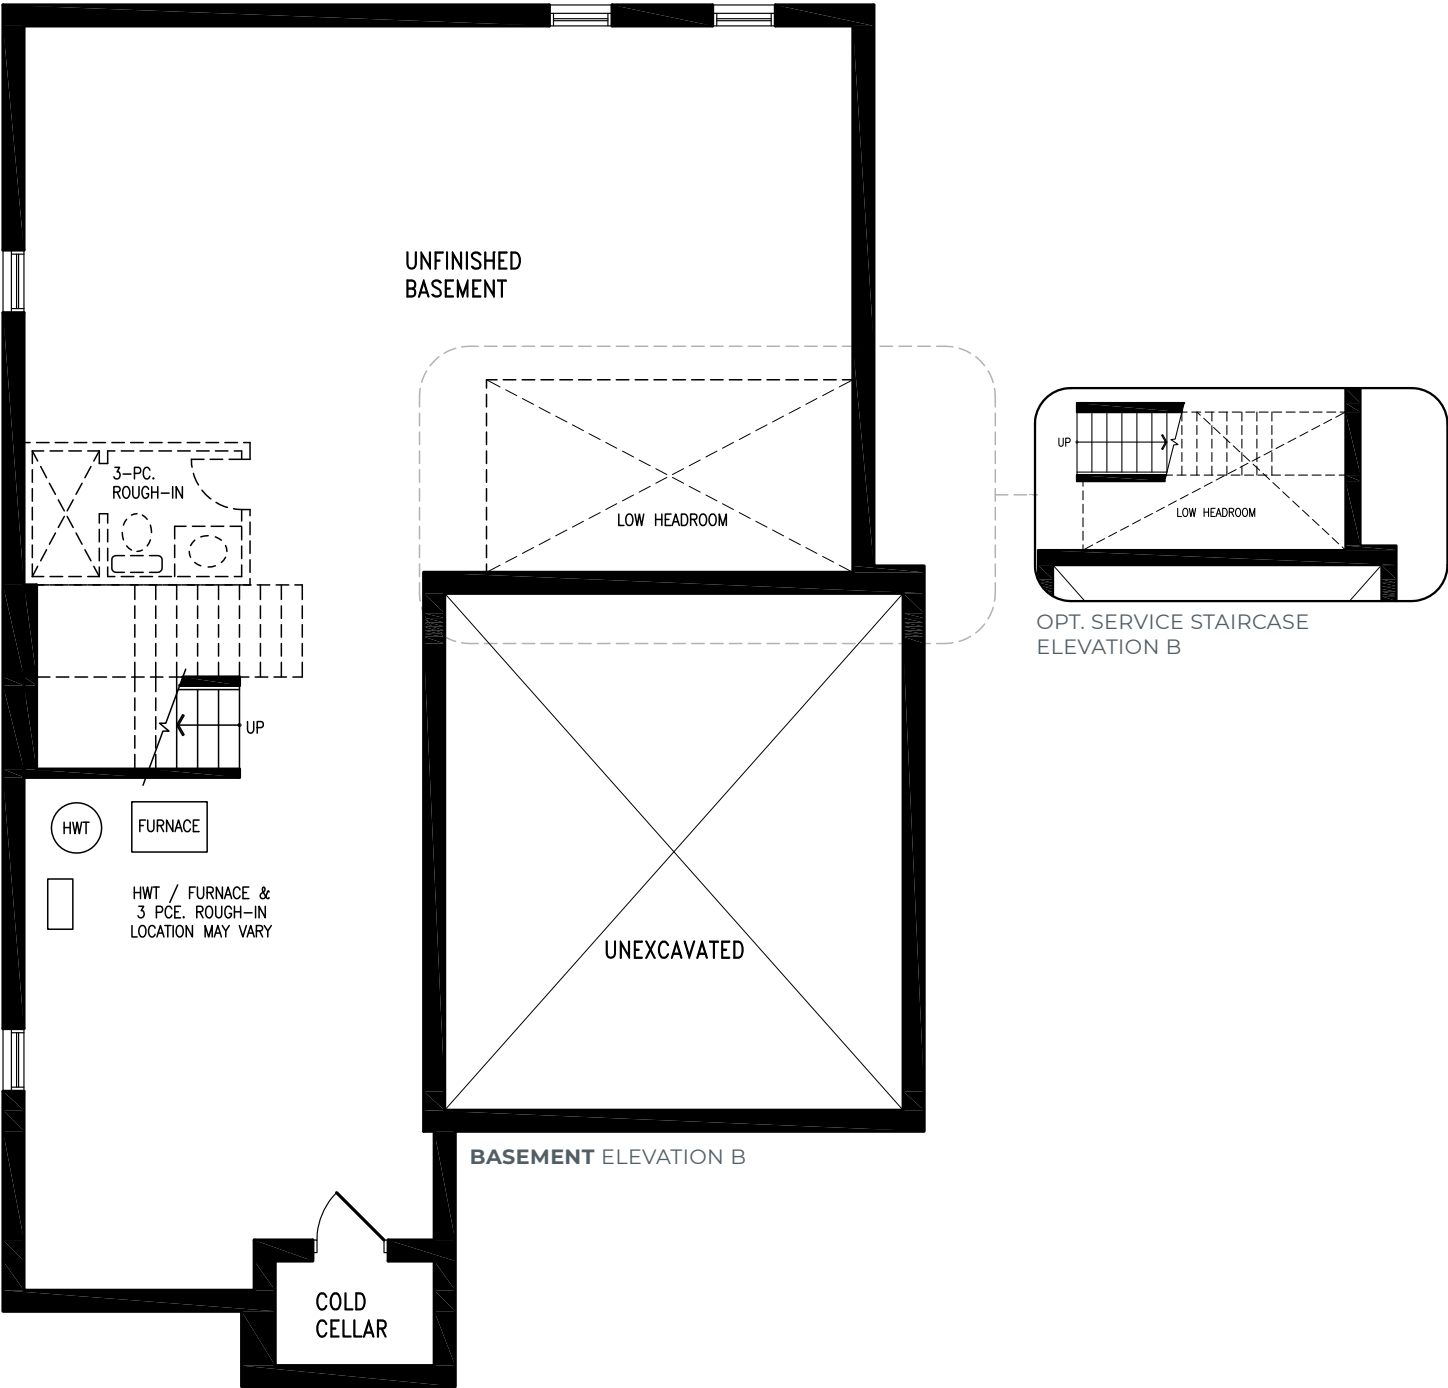 UNFINISHED
BASEMENT
3-PC.
ROUGH-IN
LOW HEADROOM
UP
HWT
FURNACE
HWT / FURNACE &
3 PCE. ROUGH-IN
LOCATION MAY VARY
UNEXCAVATED
COLD
CELLAR
BASEMENT ELEVATION B
UP
LOW HEADROOM
OPT. SERVICE STAIRCASE
ELEVATION B